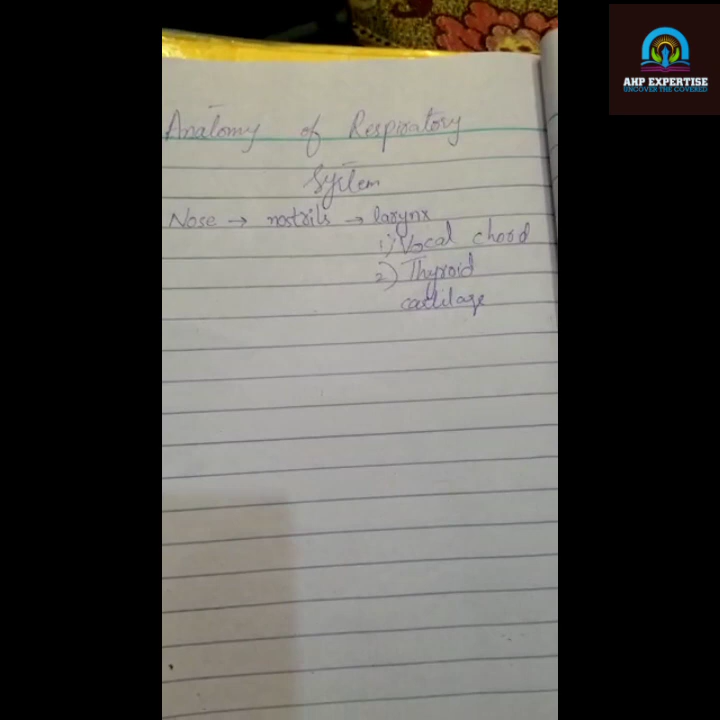 AHP EXPERTISE
UNCOVER THE COVERED
Anatomy of Respiratory
System
Nose → nostrils → larynx
1) Vocal chord
2) Thyroid
cartilage